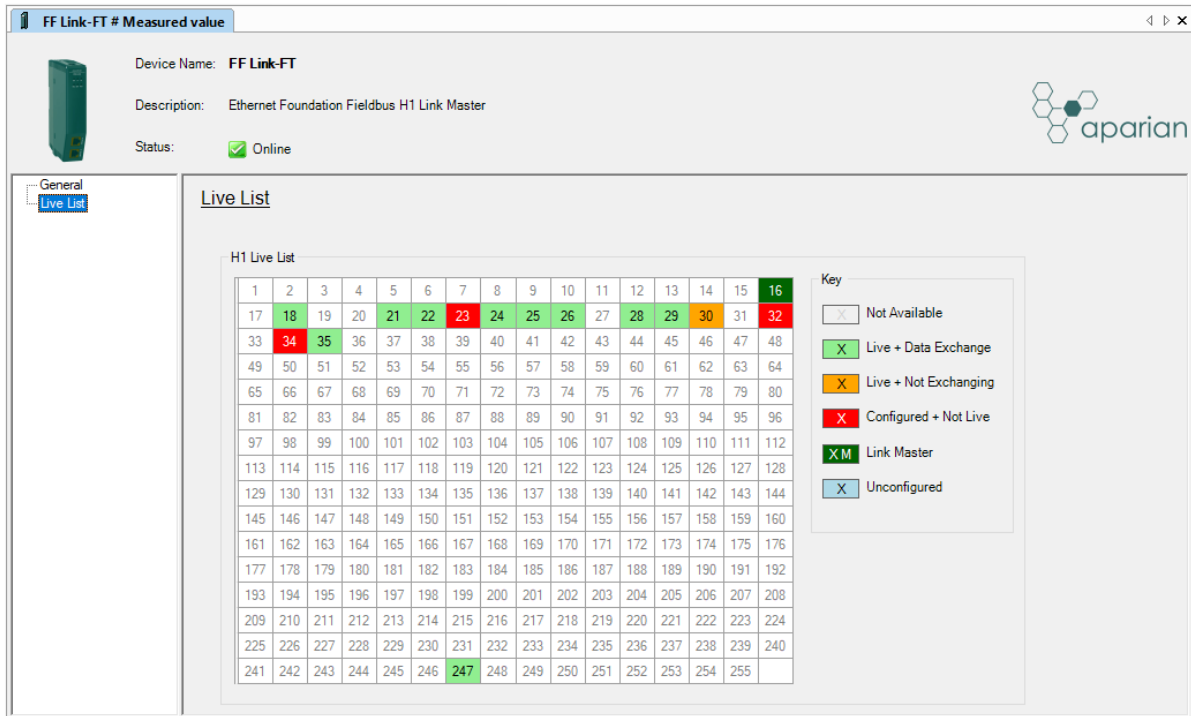 FF Link-FT # Measured value
Device Name: FF Link-FT
Description: Ethernet Foundation Fieldbus H1 Link Master
Status: Online
aparian
General
Live List
Live List
H1 Live List
1 2 3 4 5 6 7 8 9 10 11 12 13 14 15 16
17 18 19 20 21 22 23 24 25 26 27 28 29 30 31 32
33 34 35 36 37 38 39 40 41 42 43 44 45 46 47 48
49 50 51 52 53 54 55 56 57 58 59 60 61 62 63 64
65 66 67 68 69 70 71 72 73 74 75 76 77 78 79 80
81 82 83 84 85 86 87 88 89 90 91 92 93 94 95 96
97 98 99 100 101 102 103 104 105 106 107 108 109 110 111 112
113 114 115 116 117 118 119 120 121 122 123 124 125 126 127 128
129 130 131 132 133 134 135 136 137 138 139 140 141 142 143 144
145 146 147 148 149 150 151 152 153 154 155 156 157 158 159 160
161 162 163 164 165 166 167 168 169 170 171 172 173 174 175 176
177 178 179 180 181 182 183 184 185 186 187 188 189 190 191 192
193 194 195 196 197 198 199 200 201 202 203 204 205 206 207 208
209 210 211 212 213 214 215 216 217 218 219 220 221 222 223 224
225 226 227 228 229 230 231 232 233 234 235 236 237 238 239 240
241 242 243 244 245 246 247 248 249 250 251 252 253 254 255
Key
X Not Available
X Live + Data Exchange
X Live + Not Exchanging
X Configured + Not Live
X M Link Master
X Unconfigured